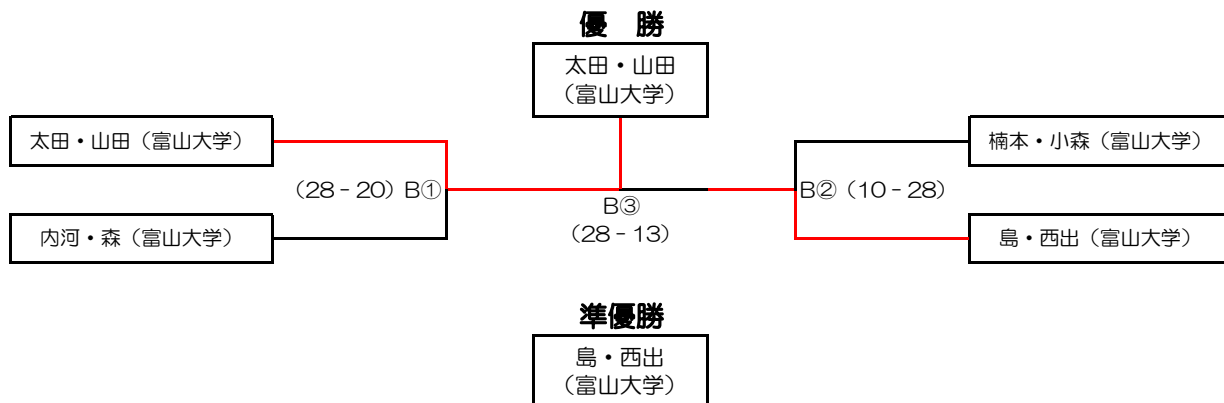 優　勝
太田・山田
（富山大学）
太田・山田（富山大学）
楠本・小森（富山大学）
（28‐20）B①
B②（10‐28）
B③
（28‐13）
内河・森（富山大学）
島・西出（富山大学）
準優勝
島・西出
（富山大学）